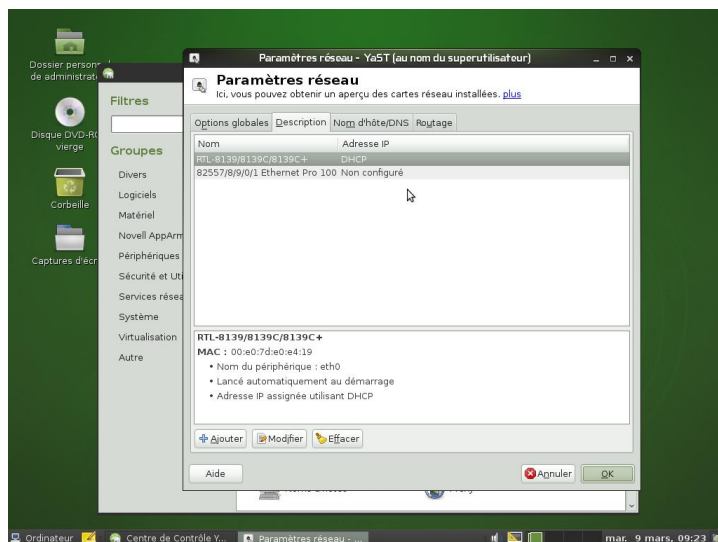 Dossier person
de administrati
Disque DVD-R
vierge
Corbeille
Captures d'écr
Filtres
Groupes
Divers
Logiciels
Matériel
Novell AppArm
Périphériques
Sécurité et Uti
Services résea
Système
Virtualisation
Autre
Paramètres réseau - YaST (au nom du superutilisateur)
Paramètres réseau
Ici, vous pouvez obtenir un aperçu des cartes réseau installées. plus
Options globales Description Nom d'hôte/DNS Routage
Nom Adresse IP
RTL-8139/8139C/8139C+ DHCP
82557/8/9/0/1 Ethernet Pro 100 Non configuré
RTL-8139/8139C/8139C+
MAC : 00:e0:7d:e0:e4:19
• Nom du périphérique : eth0
• Lancé automatiquement au démarrage
• Adresse IP assignée utilisant DHCP
Ajouter Modifier Effacer
Aide Annuler OK
Ordinateur Centre de Contrôle Y... Paramètres réseau - ... mar. 9 mars, 09:23